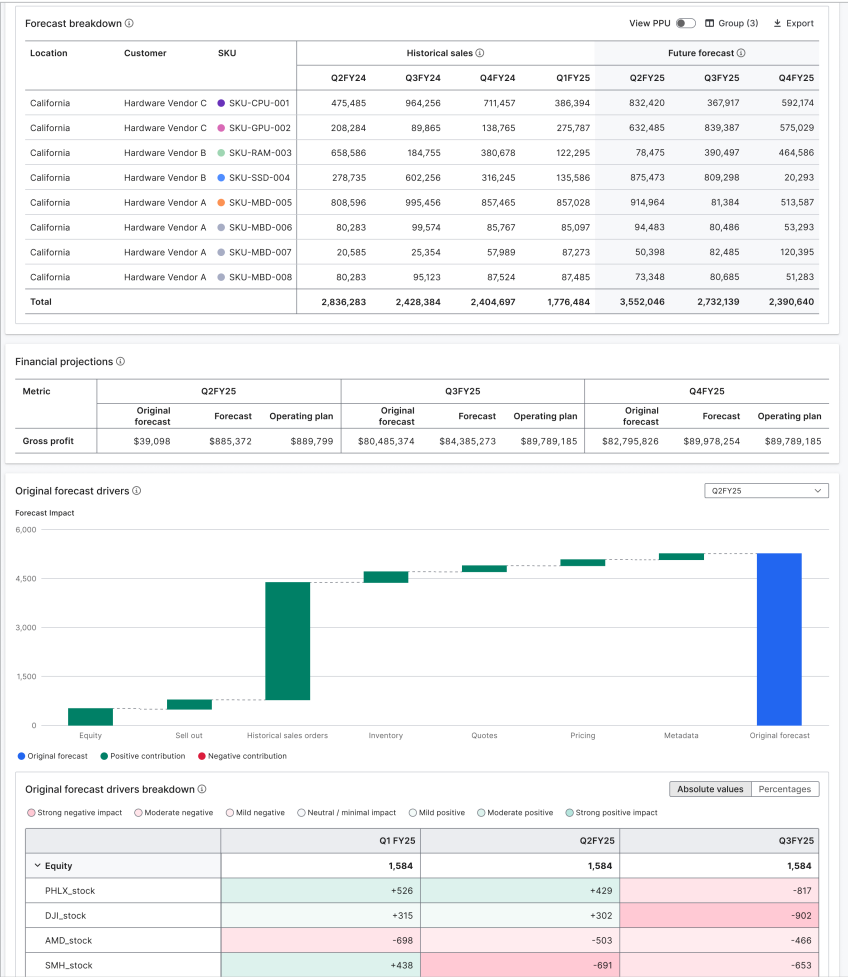 Forecast breakdown
View PPU Group (3) Export
Location Customer SKU Historical sales Future forecast
Q2FY24 Q3FY24 Q4FY24 Q1FY25 Q2FY25 Q3FY25 Q4FY25
California Hardware Vendor C SKU-CPU-001 475,485 964,256 711,457 386,394 832,420 367,917 592,174
California Hardware Vendor C SKU-GPU-002 208,284 89,865 138,765 275,787 632,485 839,387 575,029
California Hardware Vendor B SKU-RAM-003 658,586 184,755 380,678 122,295 78,475 390,497 464,586
California Hardware Vendor B SKU-SSD-004 278,735 602,256 316,245 135,586 875,473 809,298 20,293
California Hardware Vendor A SKU-MBD-005 808,596 995,456 857,465 857,028 914,964 81,384 513,587
California Hardware Vendor A SKU-MBD-006 80,283 99,574 85,767 85,097 94,483 80,486 53,293
California Hardware Vendor A SKU-MBD-007 20,585 25,354 57,989 87,273 50,398 82,485 120,395
California Hardware Vendor A SKU-MBD-008 80,283 95,123 87,524 87,485 73,348 80,685 51,283
Total 2,836,283 2,428,384 2,404,697 1,776,484 3,552,046 2,732,139 2,390,640
Financial projections
Metric Q2FY25 Q3FY25 Q4FY25
Original forecast Forecast Operating plan Original forecast Forecast Operating plan Original forecast Forecast Operating plan
Gross profit $39,098 $885,372 $889,799 $80,485,374 $84,385,273 $89,789,185 $82,795,826 $89,978,254 $89,789,185
Original forecast drivers
Q2FY25
Forecast Impact
6,000
4,500
3,000
1,500
0
Equity Sell out Historical sales orders Inventory Quotes Pricing Metadata Original forecast
Original forecast Positive contribution Negative contribution
Original forecast drivers breakdown
Absolute values Percentages
Strong negative impact Moderate negative Mild negative Neutral / minimal impact Mild positive Moderate positive Strong positive impact
Q1 FY25 Q2FY25 Q3FY25
Equity 1,584 1,584 1,584
PHLX_stock +526 +429 -817
DJI_stock +315 +302 -902
AMD_stock -698 -503 -466
SMH_stock +438 -691 -653